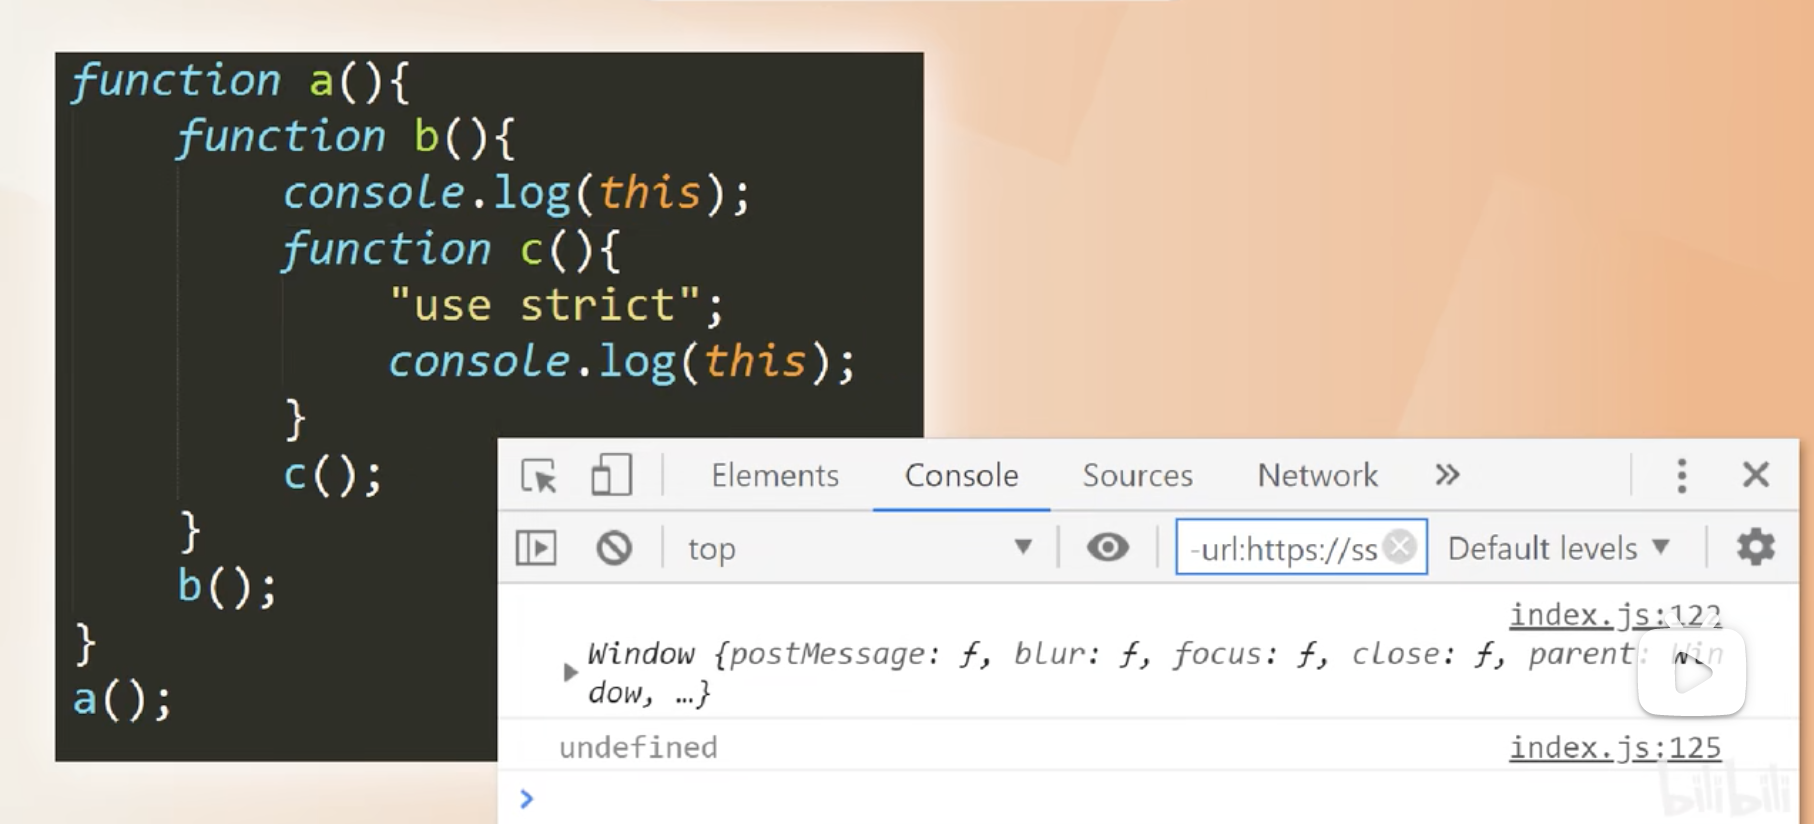 function a(){
function b(){
console.log(this);
function c(){
"use strict";
console.log(this);
}
c();
}
b();
}
a();
Elements Console Sources Network »
top -url:https://ss Default levels
index.js:122
Window {postMessage: ƒ, blur: ƒ, focus: ƒ, close: ƒ, parent: Win
dow, …}
undefined index.js:125
>
bilibili